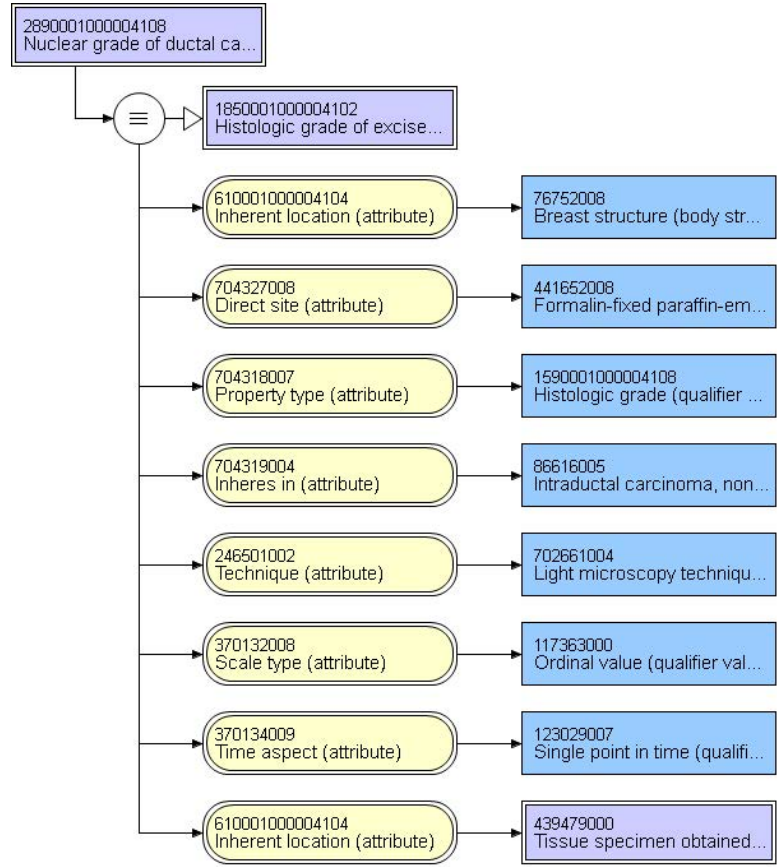 2890001000004108
Nuclear grade of ductal ca...
1850001000004102
Histologic grade of excise...
610001000004104
Inherent location (attribute)
76752008
Breast structure (body str...
704327008
Direct site (attribute)
441652008
Formalin-fixed paraffin-em...
704318007
Property type (attribute)
1590001000004108
Histologic grade (qualifier ...
704319004
Inheres in (attribute)
86616005
Intraductal carcinoma, non...
246501002
Technique (attribute)
702661004
Light microscopy techniqu...
370132008
Scale type (attribute)
117363000
Ordinal value (qualifier val...
370134009
Time aspect (attribute)
123029007
Single point in time (qualifi...
610001000004104
Inherent location (attribute)
439479000
Tissue specimen obtained...